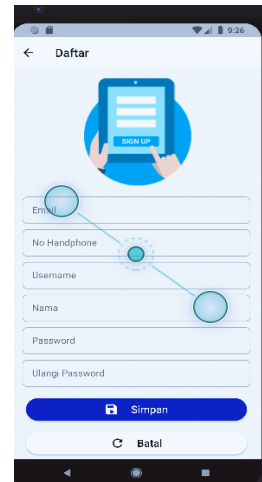 9:26
Daftar
SIGN UP
Email
No Handphone
Username
Nama
Password
Ulangi Password
Simpan
Batal